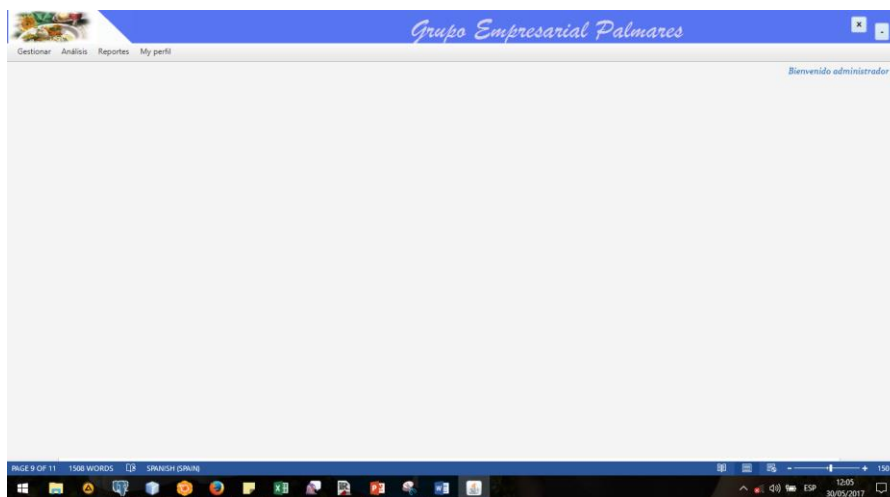 Grupo Empresarial Palmares
x
-
Gestionar Análisis Reportes My perfil
Bienvenido administrador
PAGE 9 OF 11 1508 WORDS SPANISH (SPAIN) - + 150
ESP 12:05
30/05/2017